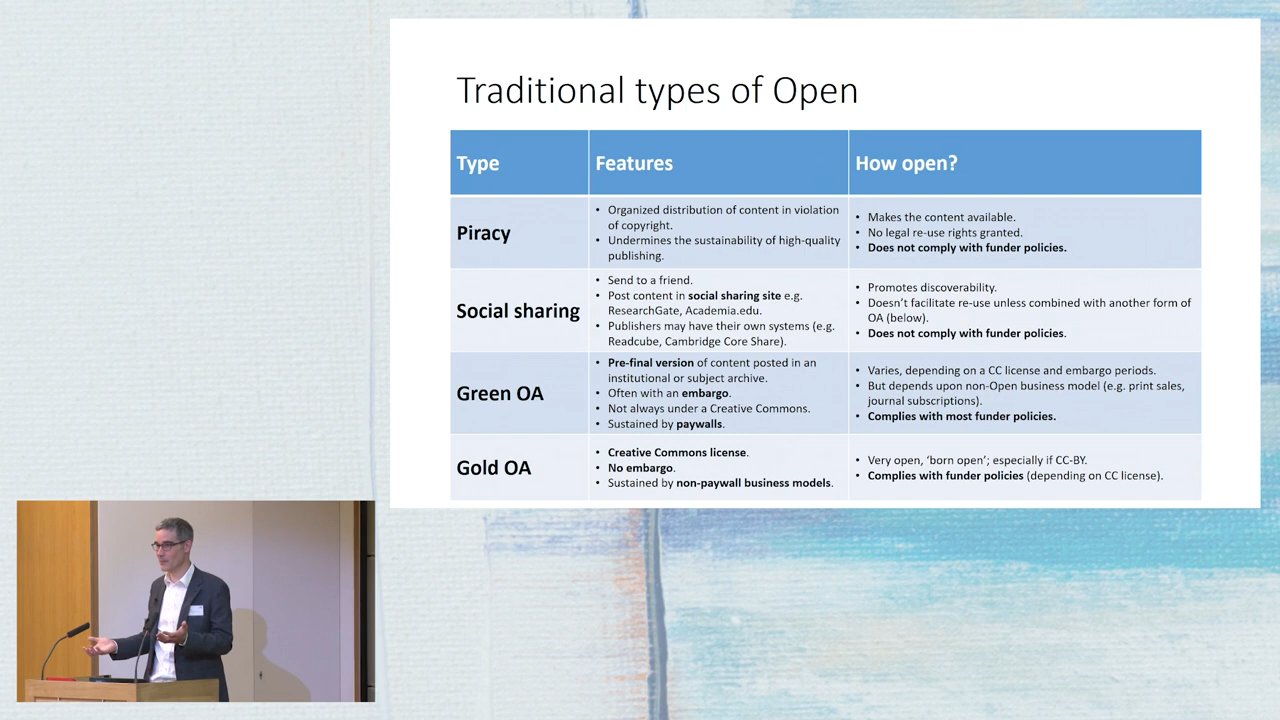 Traditional types of Open
Type
Features
How open?
Piracy
• Organized distribution of content in violation
of copyright.
• Undermines the sustainability of high-quality
publishing.
• Makes the content available.
• No legal re-use rights granted.
• Does not comply with funder policies.
Social sharing
• Send to a friend.
• Post content in social sharing site e.g.
ResearchGate, Academia.edu.
• Publishers may have their own systems (e.g.
Readcube, Cambridge Core Share).
• Promotes discoverability.
• Doesn’t facilitate re-use unless combined with another form of
OA (below).
• Does not comply with funder policies.
Green OA
• Pre-final version of content posted in an
institutional or subject archive.
• Often with an embargo.
• Not always under a Creative Commons.
• Sustained by paywalls.
• Varies, depending on a CC license and embargo periods.
• But depends upon non-Open business model (e.g. print sales,
journal subscriptions).
• Complies with most funder policies.
Gold OA
• Creative Commons license.
• No embargo.
• Sustained by non-paywall business models.
• Very open, ‘born open’; especially if CC-BY.
• Complies with funder policies (depending on CC license).